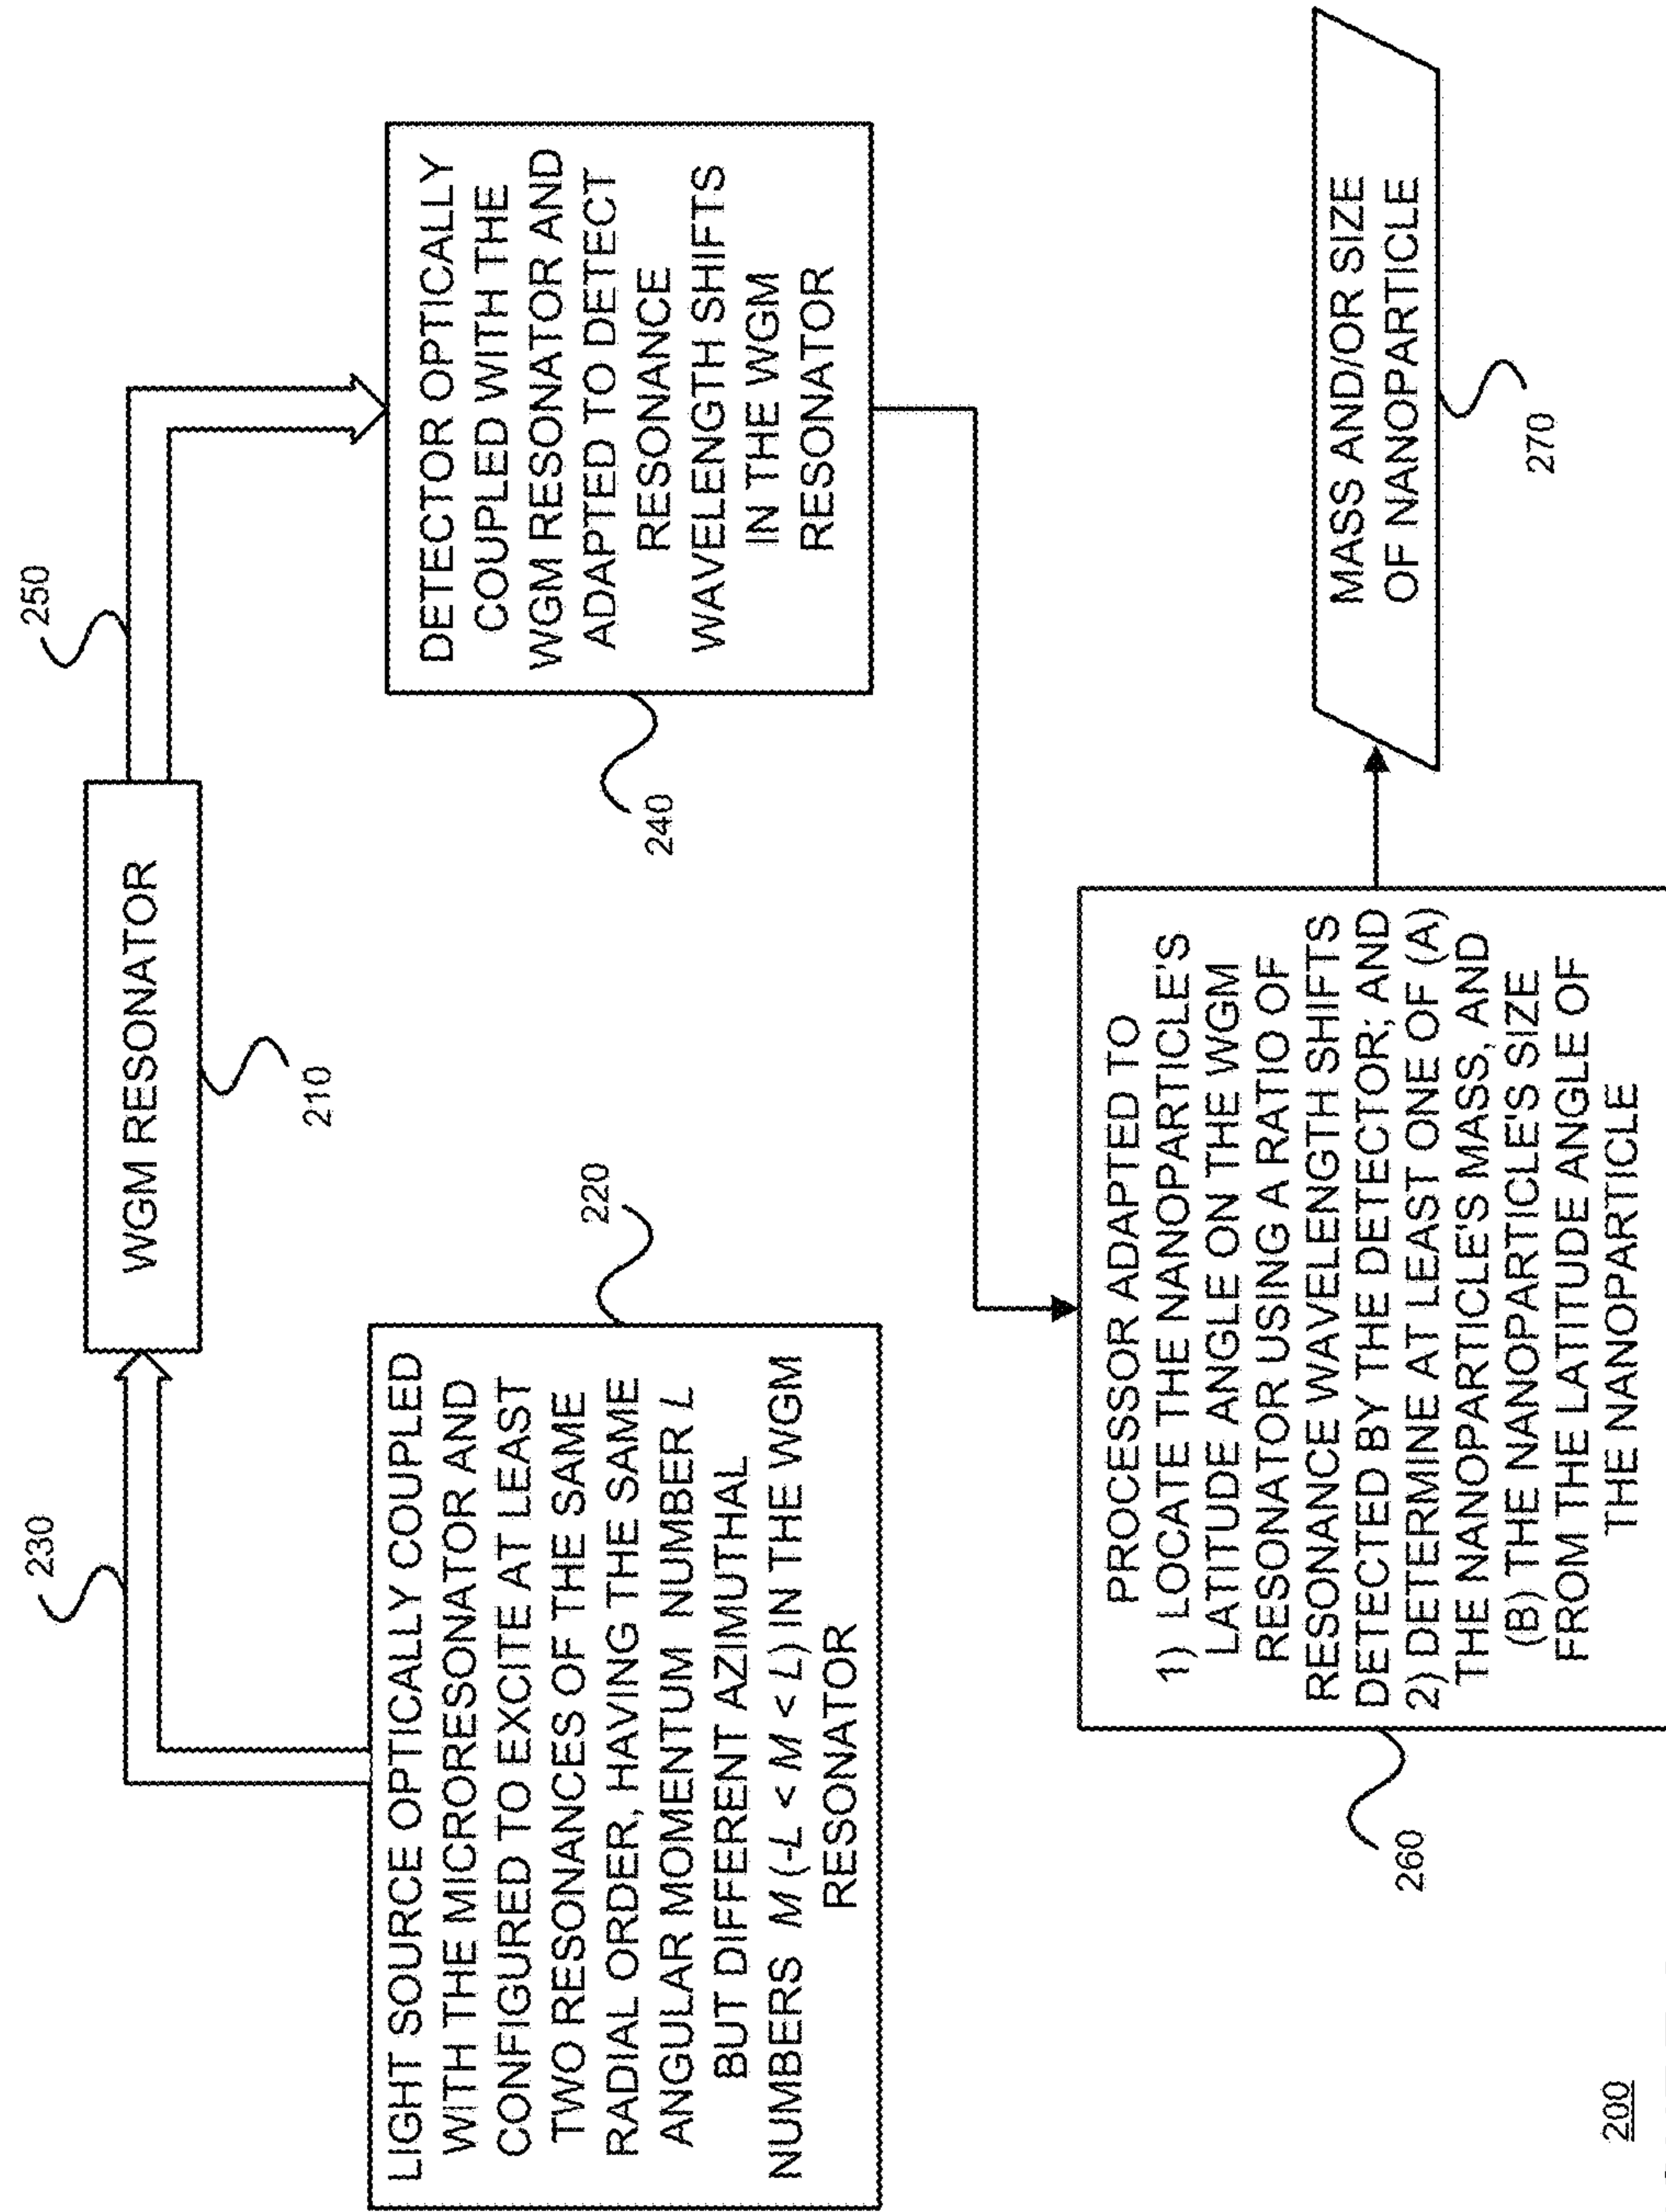 250
230
WGM RESONATOR
210
220
LIGHT SOURCE OPTICALLY COUPLED
WITH THE MICRORESONATOR AND
CONFIGURED TO EXCITE AT LEAST
TWO RESONANCES OF THE SAME
RADIAL ORDER, HAVING THE SAME
ANGULAR MOMENTUM NUMBER L
BUT DIFFERENT AZIMUTHAL
NUMBERS M (-L < M < L) IN THE WGM
RESONATOR
DETECTOR OPTICALLY
COUPLED WITH THE
WGM RESONATOR AND
ADAPTED TO DETECT
RESONANCE
WAVELENGTH SHIFTS
IN THE WGM
RESONATOR
240
PROCESSOR ADAPTED TO
1) LOCATE THE NANOPARTICLE'S
LATITUDE ANGLE ON THE WGM
RESONATOR USING A RATIO OF
RESONANCE WAVELENGTH SHIFTS
DETECTED BY THE DETECTOR; AND
2) DETERMINE AT LEAST ONE OF (A)
THE NANOPARTICLE'S MASS, AND
(B) THE NANOPARTICLE'S SIZE
FROM THE LATITUDE ANGLE OF
THE NANOPARTICLE
260
MASS AND/OR SIZE
OF NANOPARTICLE
270
200